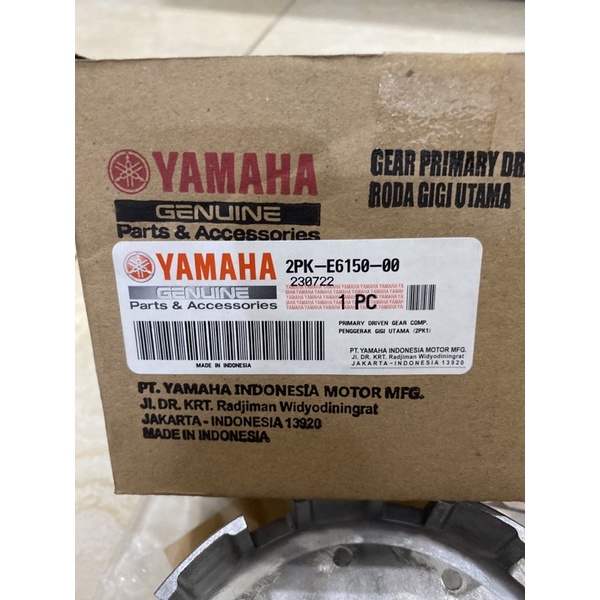 YAMAHA
GENUINE
Parts & Accessories
GEAR PRIMARY DRI
RODA GIGI UTAMA
YAMAHA
GENUINE
Parts & Accessories
2PK-E6150-00
230722
1 PC
PRIMARY DRIVEN GEAR COMP.
PENGGERAK GIGI UTAMA (2PK1)
PT.YAMAHA INDONESIA MOTOR MFG.
JL. DR. KRT. Radjiman Widyodiningrat
JAKARTA - INDONESIA 13920
MADE IN INDONESIA
PT. YAMAHA INDONESIA MOTOR MFG.
Jl. DR. KRT. Radjiman Widyodiningrat
JAKARTA - INDONESIA 13920
MADE IN INDONESIA